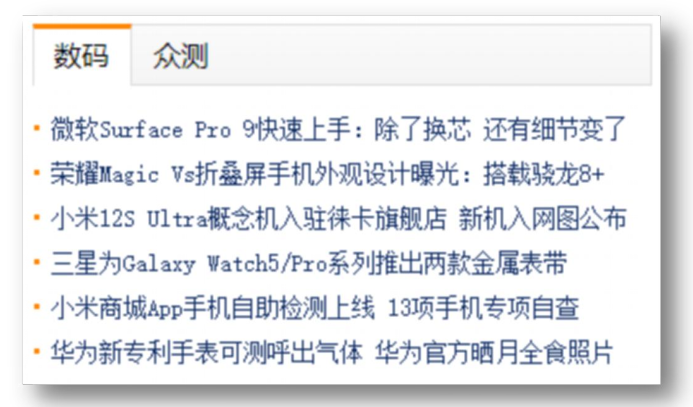 数码 众测
微软Surface Pro 9快速上手：除了换芯 还有细节变了
荣耀Magic Vs折叠屏手机外观设计曝光：搭载骁龙8+
小米12S Ultra概念机入驻徕卡旗舰店 新机入网图公布
三星为Galaxy Watch5/Pro系列推出两款金属表带
小米商城App手机自助检测上线 13项手机专项自查
华为新专利手表可测呼出气体 华为官方晒月全食照片